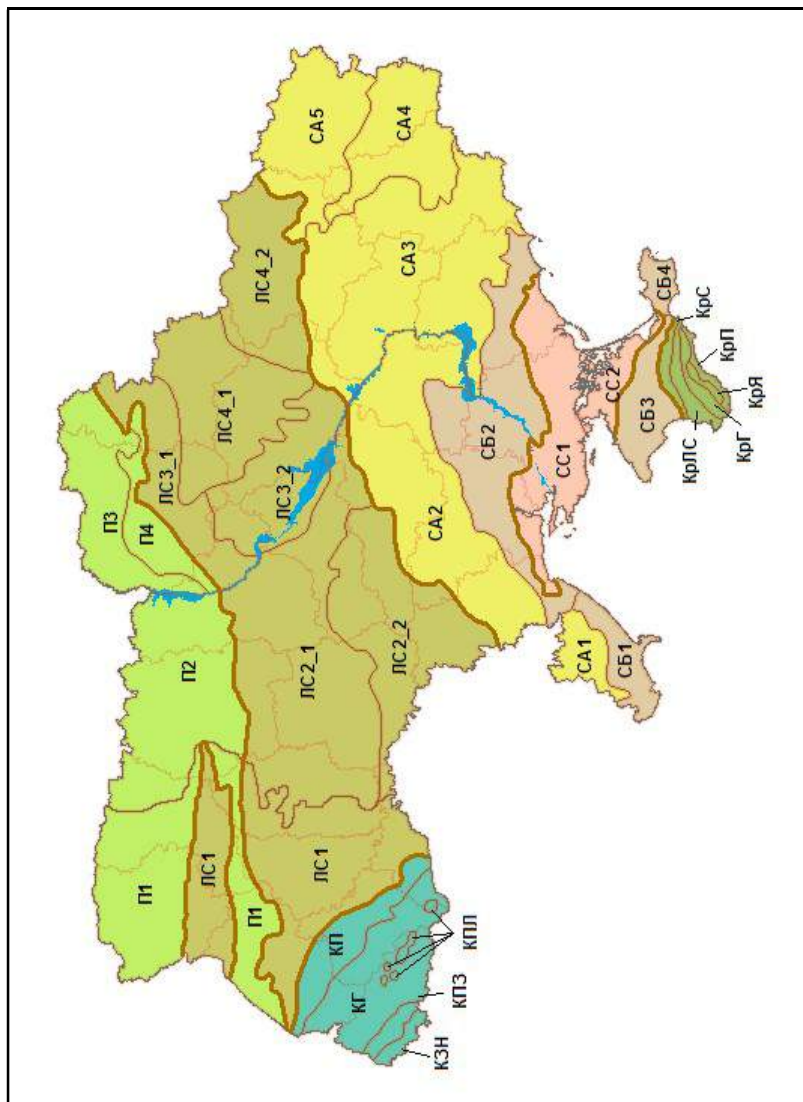 П1
ЛС1
П1
П2
П3
П4
ЛС3_1
ЛС4_1
ЛС4_2
ЛС3_2
ЛС2_1
ЛС2_2
ЛС1
КП
КГ
КПЛ
КПЗ
КЗН
СА5
СА4
СА3
СА2
СА1
СБ1
СБ2
СС1
СС2
СБ3
СБ4
КрС
КрП
КрЯ
КрГ
КрЛС